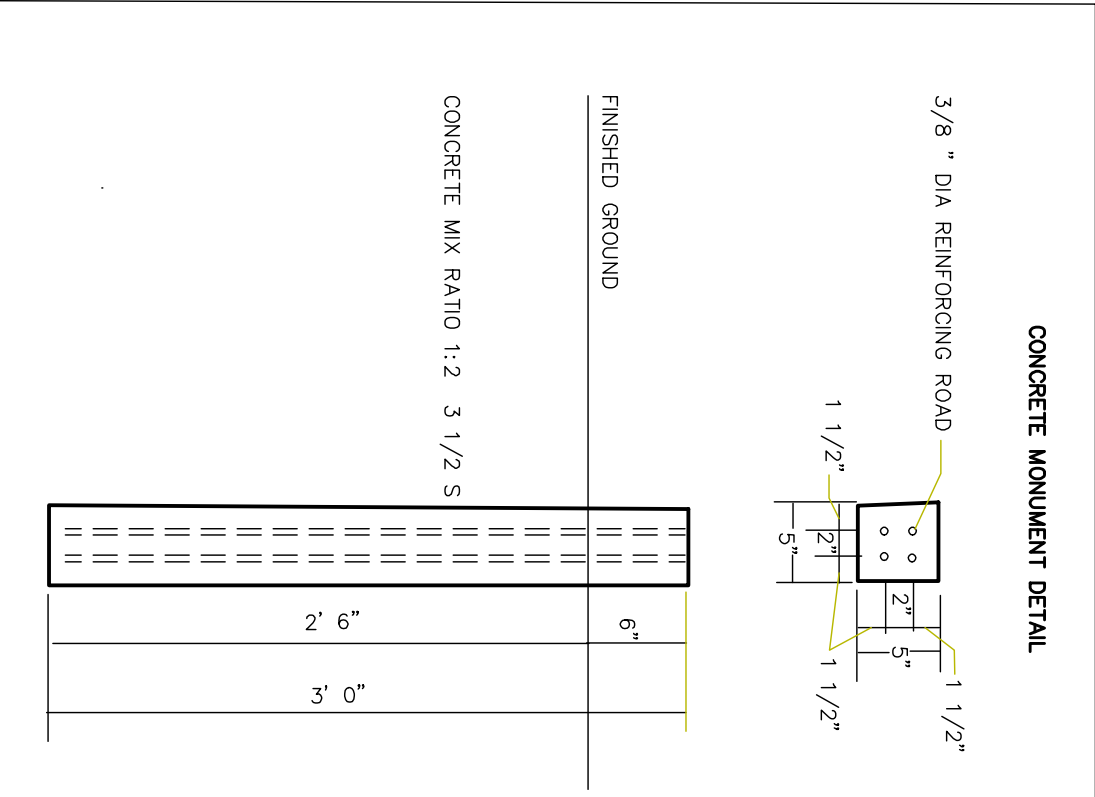 CONCRETE MONUMENT DETAIL
3/8 " DIA REINFORCING ROAD
1 1/2"
2"
5"
2"
5"
1 1/2"
1 1/2"
FINISHED GROUND
6"
CONCRETE MIX RATIO 1:2 3 1/2 S
2' 6"
3' 0"